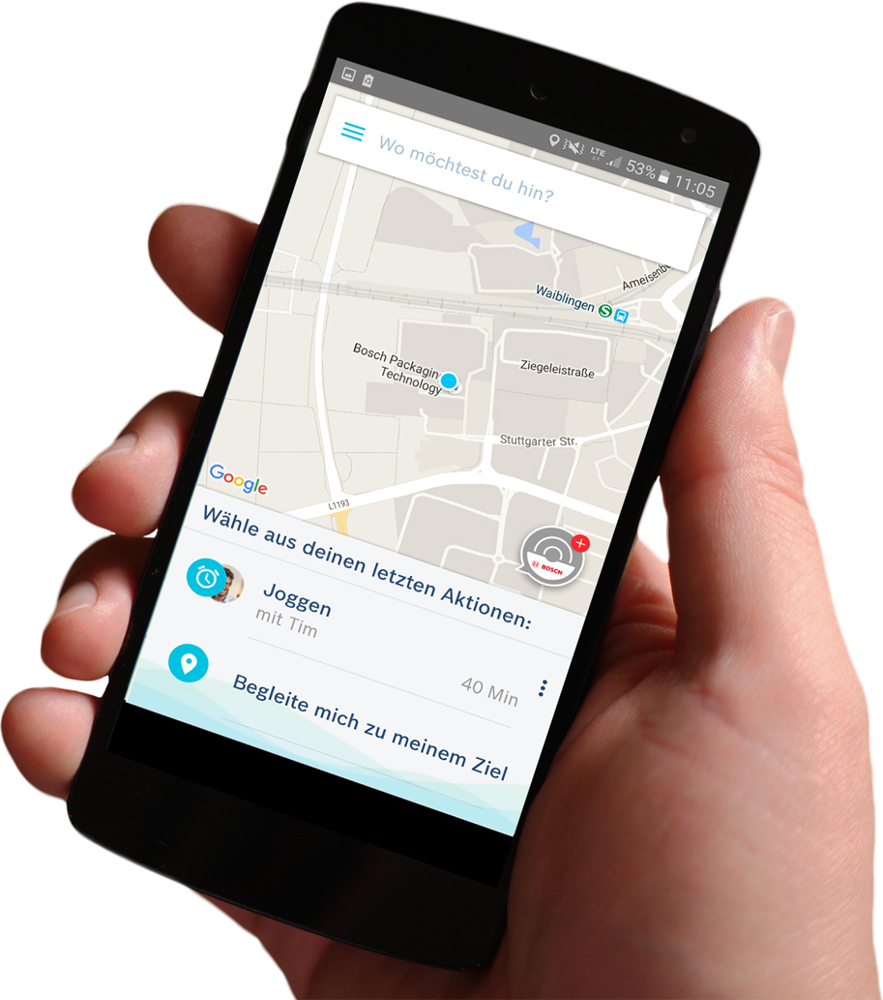 LTE 53% 11:05
Wo möchtest du hin?
Waiblingen S
Bosch Packaging
Technology
Ziegeleistraße
Stuttgarter Str.
Google
L1193
BOSCH
Wähle aus deinen letzten Aktionen:
Joggen
mit Tim
40 Min
Begleite mich zu meinem Ziel